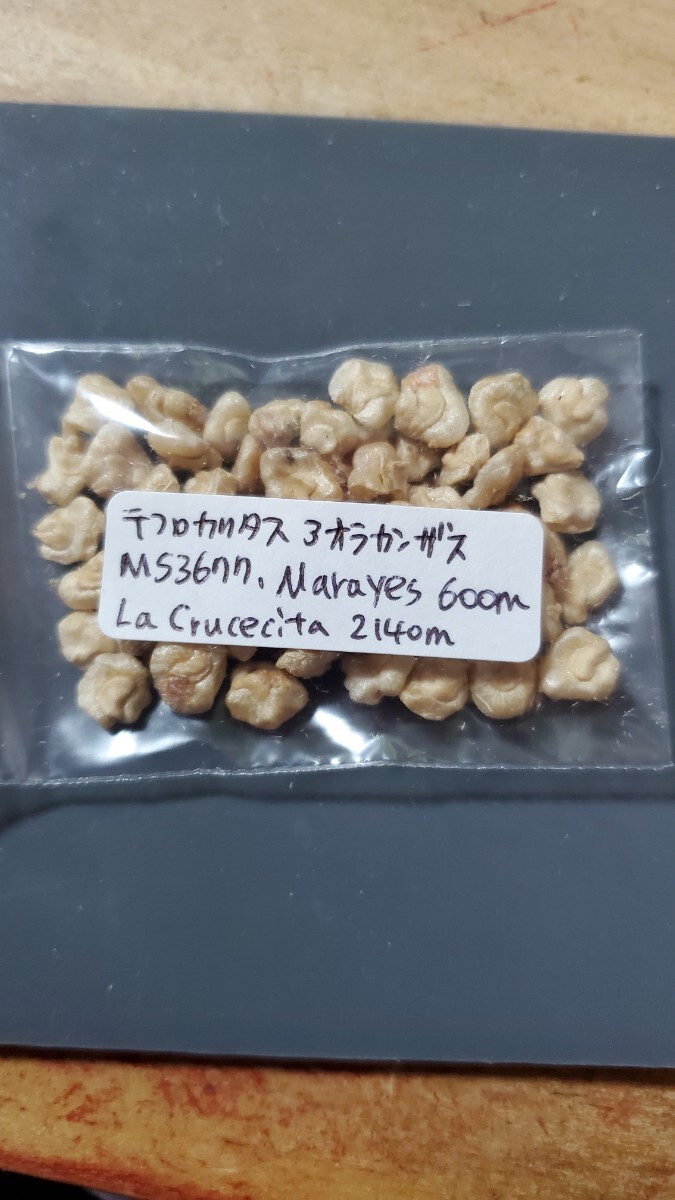 テフロカクタス 3オラカンザス
MS3677, Marayes 600m
La Crucecita 2140m